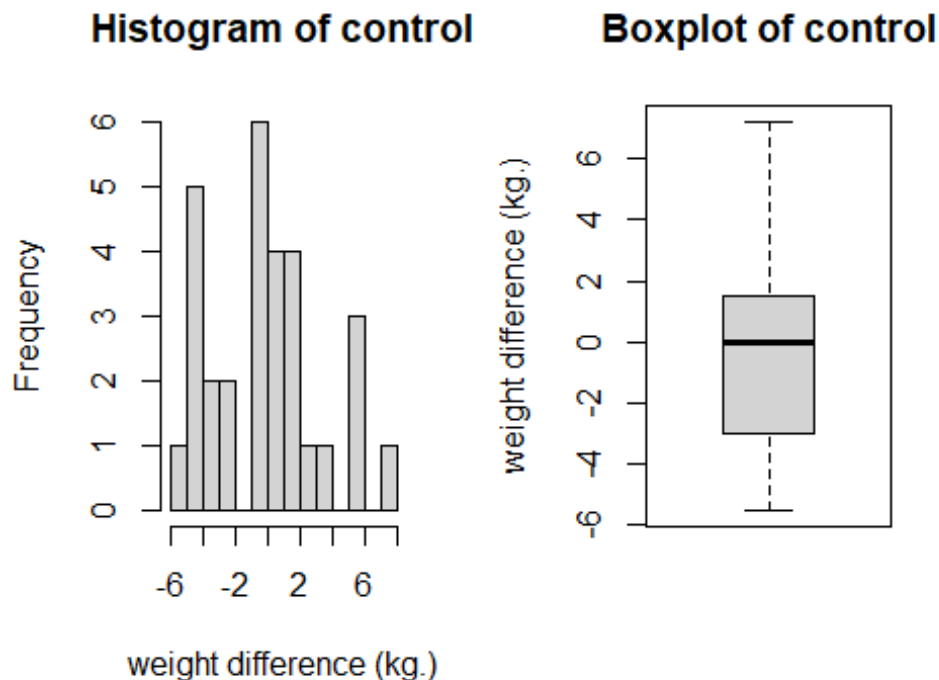 Histogram of control
Frequency
6
5
4
3
2
1
0
-6 -2 2 6
weight difference (kg.)
Boxplot of control
weight difference (kg.)
6
4
2
0
-2
-4
-6